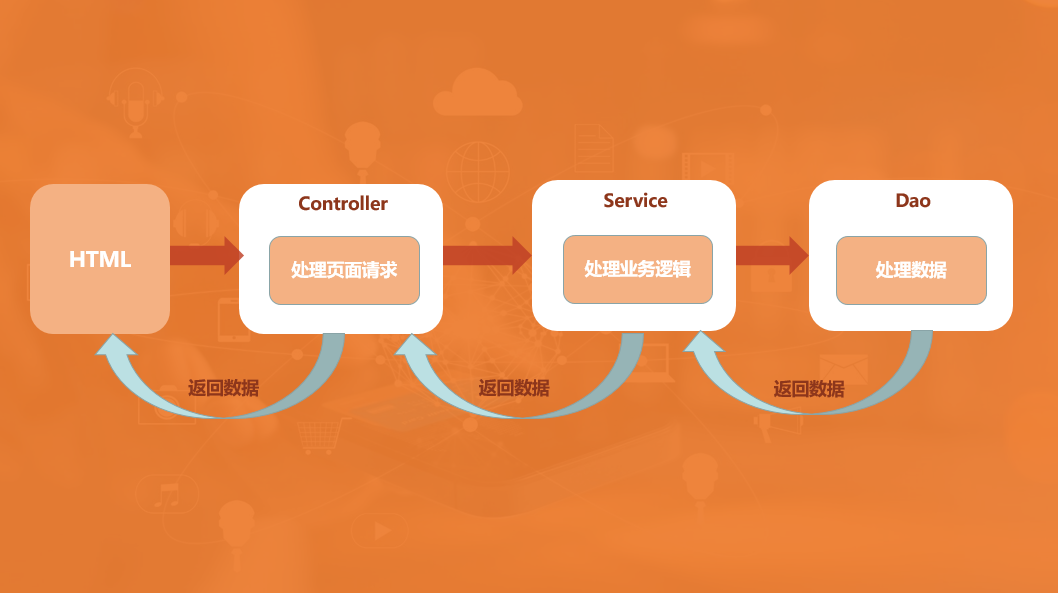 Controller
Service
Dao
HTML
处理页面请求
处理业务逻辑
处理数据
返回数据
返回数据
返回数据